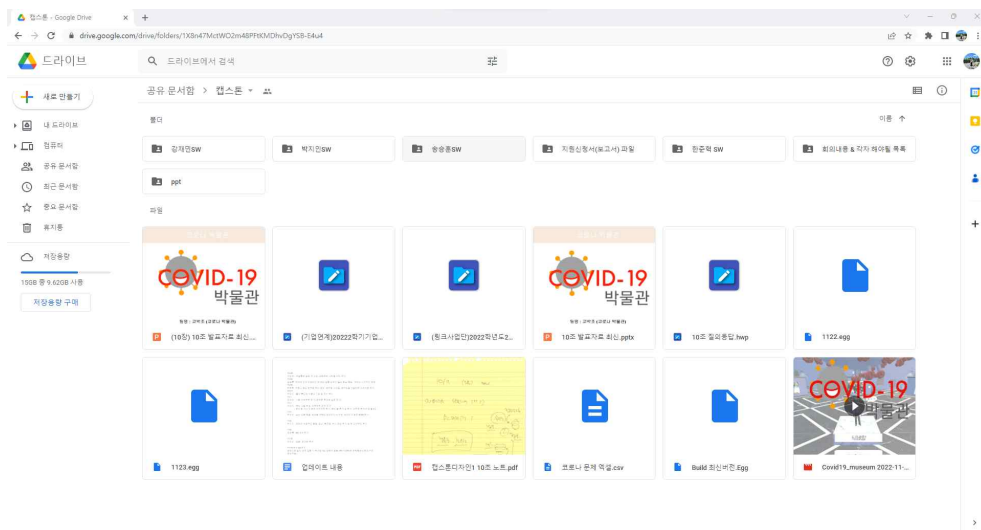 캡스톤 - Google Drive
drive.google.com/drive/folders/1X8n47MctWO2m48PFtKMDhvDgYSB-E4u4
드라이브
드라이브에서 검색
새로 만들기
공유 문서함 > 캡스톤
내 드라이브
컴퓨터
공유 문서함
최근 문서함
중요 문서함
휴지통
저장용량
15GB 중 9.62GB 사용
저장용량 구매
폴더
이름
강재민SW
박지민SW
송승훈SW
지원신청서(보고서) 파일
한준혁 SW
회의내용 & 각자 해야될 목록
ppt
파일
COVID-19
박물관
COVID-19
박물관
(10장) 10조 발표자료 최신....
(기업연계)20222학기기업...
(링크사업단)2022학년도2...
10조 발표자료 최신.pptx
10조 질의응답.hwp
1122.egg
COVID-19
박물관
1123.egg
업데이트 내용
캡스톤디자인1 10조 노트.pdf
코로나 문제 엑셀.csv
Build 최신버전.Egg
Covid19_museum 2022-11-...